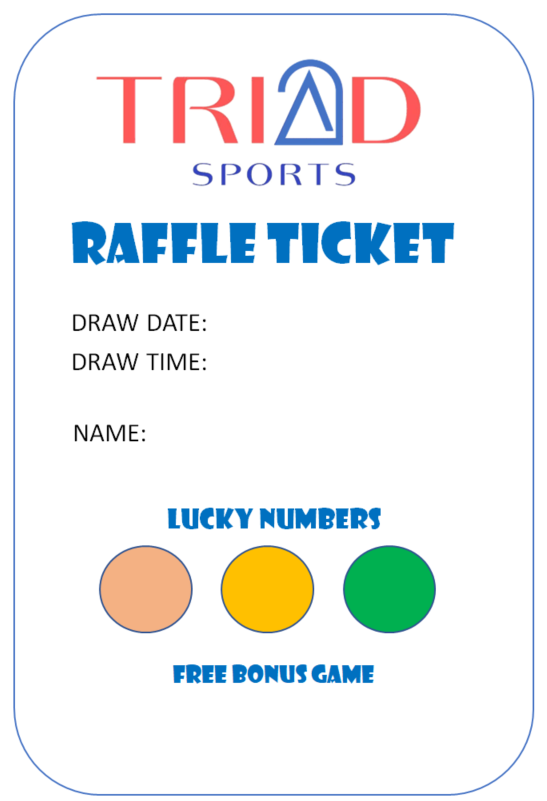 TRIAD
SPORTS
RAFFLE TICKET
DRAW DATE:
DRAW TIME:
NAME:
LUCKY NUMBERS
FREE BONUS GAME